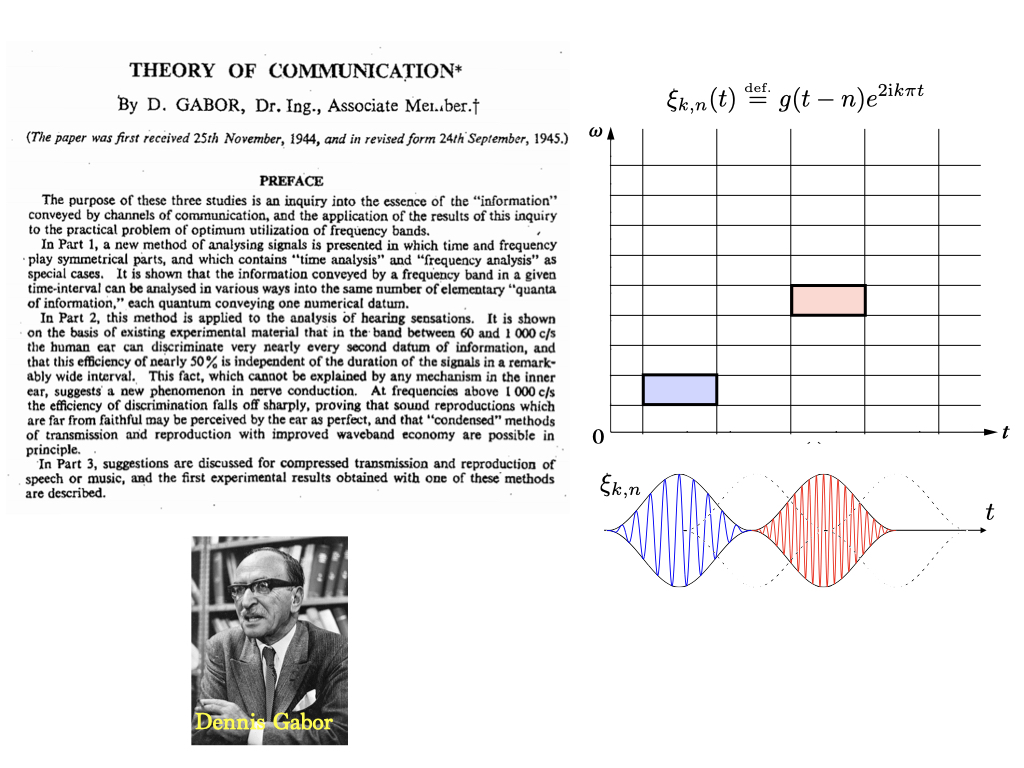 THEORY OF COMMUNICATION*
By D. GABOR, Dr. Ing., Associate Member.†
(The paper was first received 25th November, 1944, and in revised form 24th September, 1945.)
PREFACE
The purpose of these three studies is an inquiry into the essence of the “information”
conveyed by channels of communication, and the application of the results of this inquiry
to the practical problem of optimum utilization of frequency bands.
In Part 1, a new method of analysing signals is presented in which time and frequency
play symmetrical parts, and which contains “time analysis” and “frequency analysis” as
special cases. It is shown that the information conveyed by a frequency band in a given
time-interval can be analysed in various ways into the same number of elementary “quanta
of information,” each quantum conveying one numerical datum.
In Part 2, this method is applied to the analysis of hearing sensations. It is shown
on the basis of existing experimental material that in the band between 60 and 1 000 c/s
the human ear can discriminate very nearly every second datum of information, and
that this efficiency of nearly 50% is independent of the duration of the signals in a remark-
ably wide interval. This fact, which cannot be explained by any mechanism in the inner
ear, suggests a new phenomenon in nerve conduction. At frequencies above 1 000 c/s
the efficiency of discrimination falls off sharply, proving that sound reproductions which
are far from faithful may be perceived by the ear as perfect, and that “condensed” methods
of transmission and reproduction with improved waveband economy are possible in
principle.
In Part 3, suggestions are discussed for compressed transmission and reproduction of
speech or music, and the first experimental results obtained with one of these methods
are described.
Dennis Gabor
ξ_{k,n}(t) ≝ g(t − n)e^{2ikπt}
ω
0
t
ξ_{k,n}
t